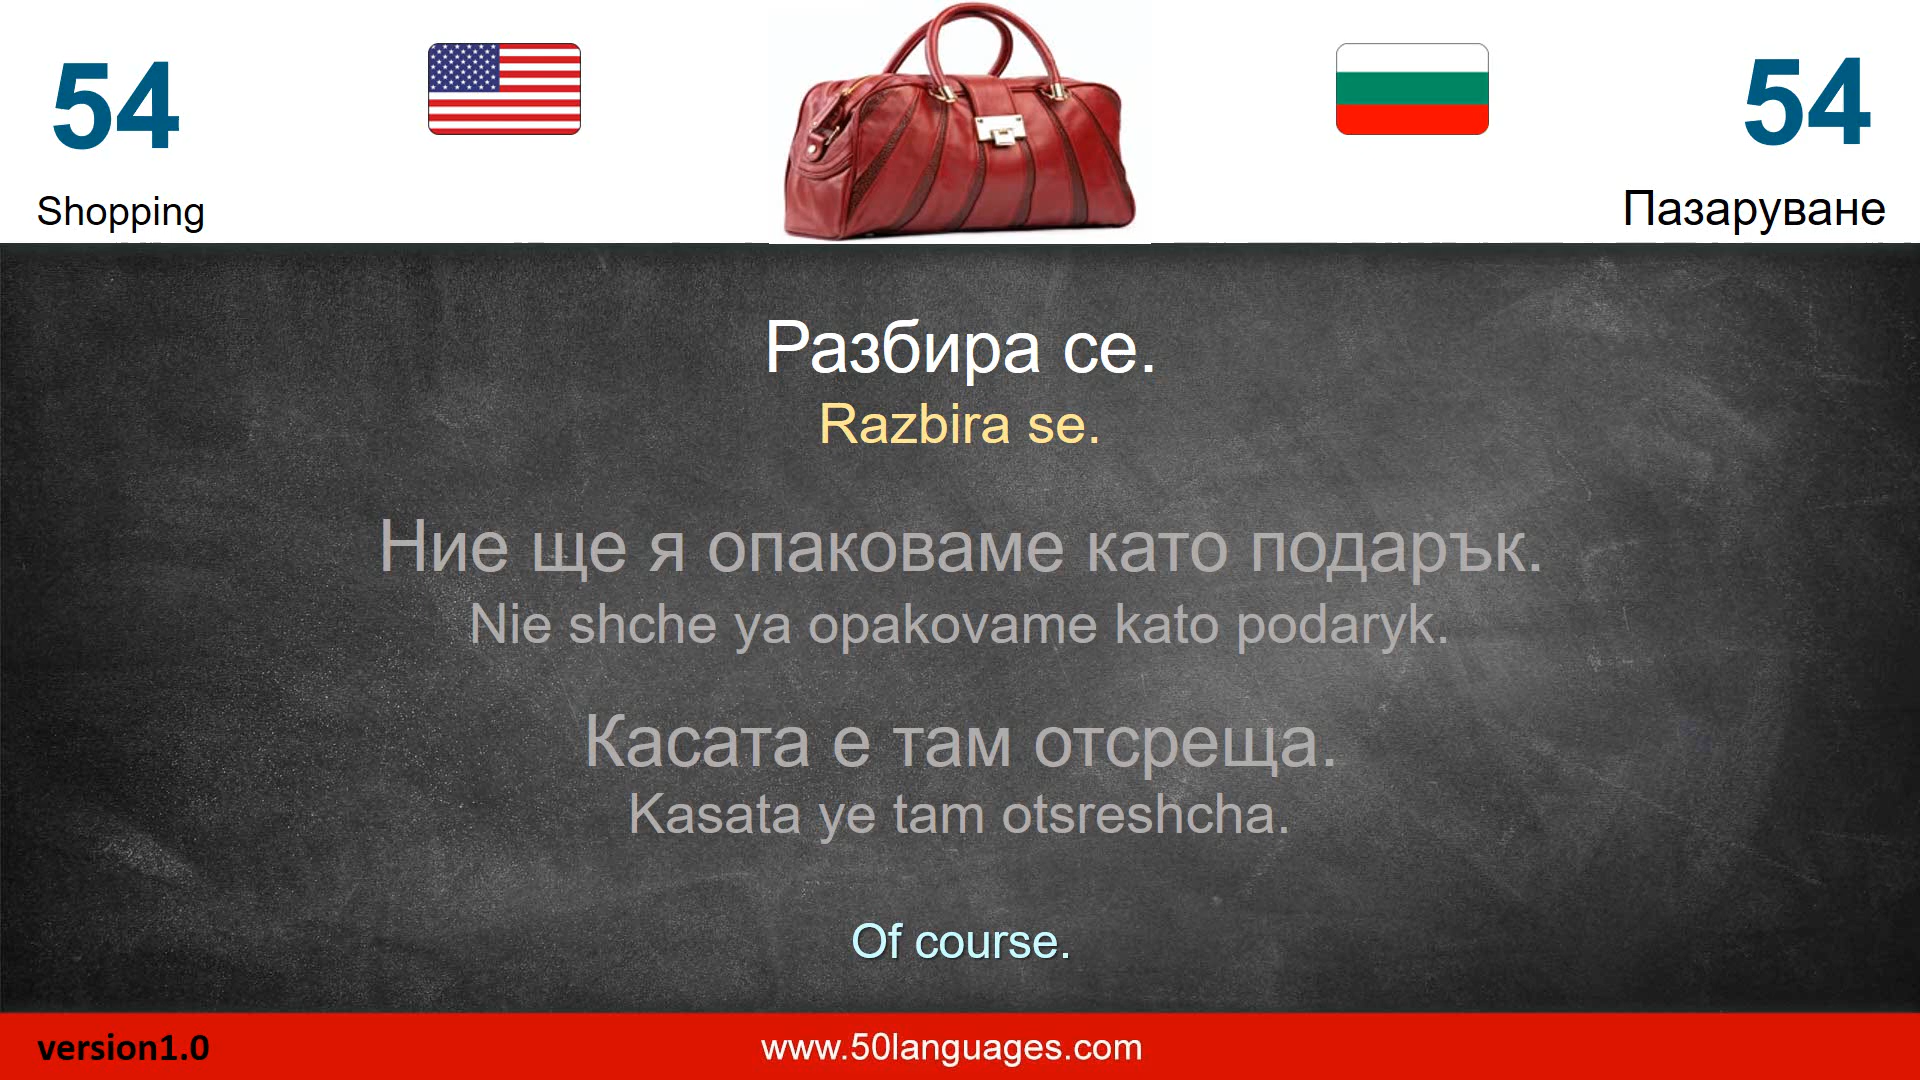 54
54
Shopping
Пазаруване
Разбира се.
Razbira se.
Ние ще я опаковаме като подарък.
Nie shche ya opakovame kato podaryk.
Касата е там отсреща.
Kasata ye tam otsreshcha.
Of course.
version1.0
www.50languages.com